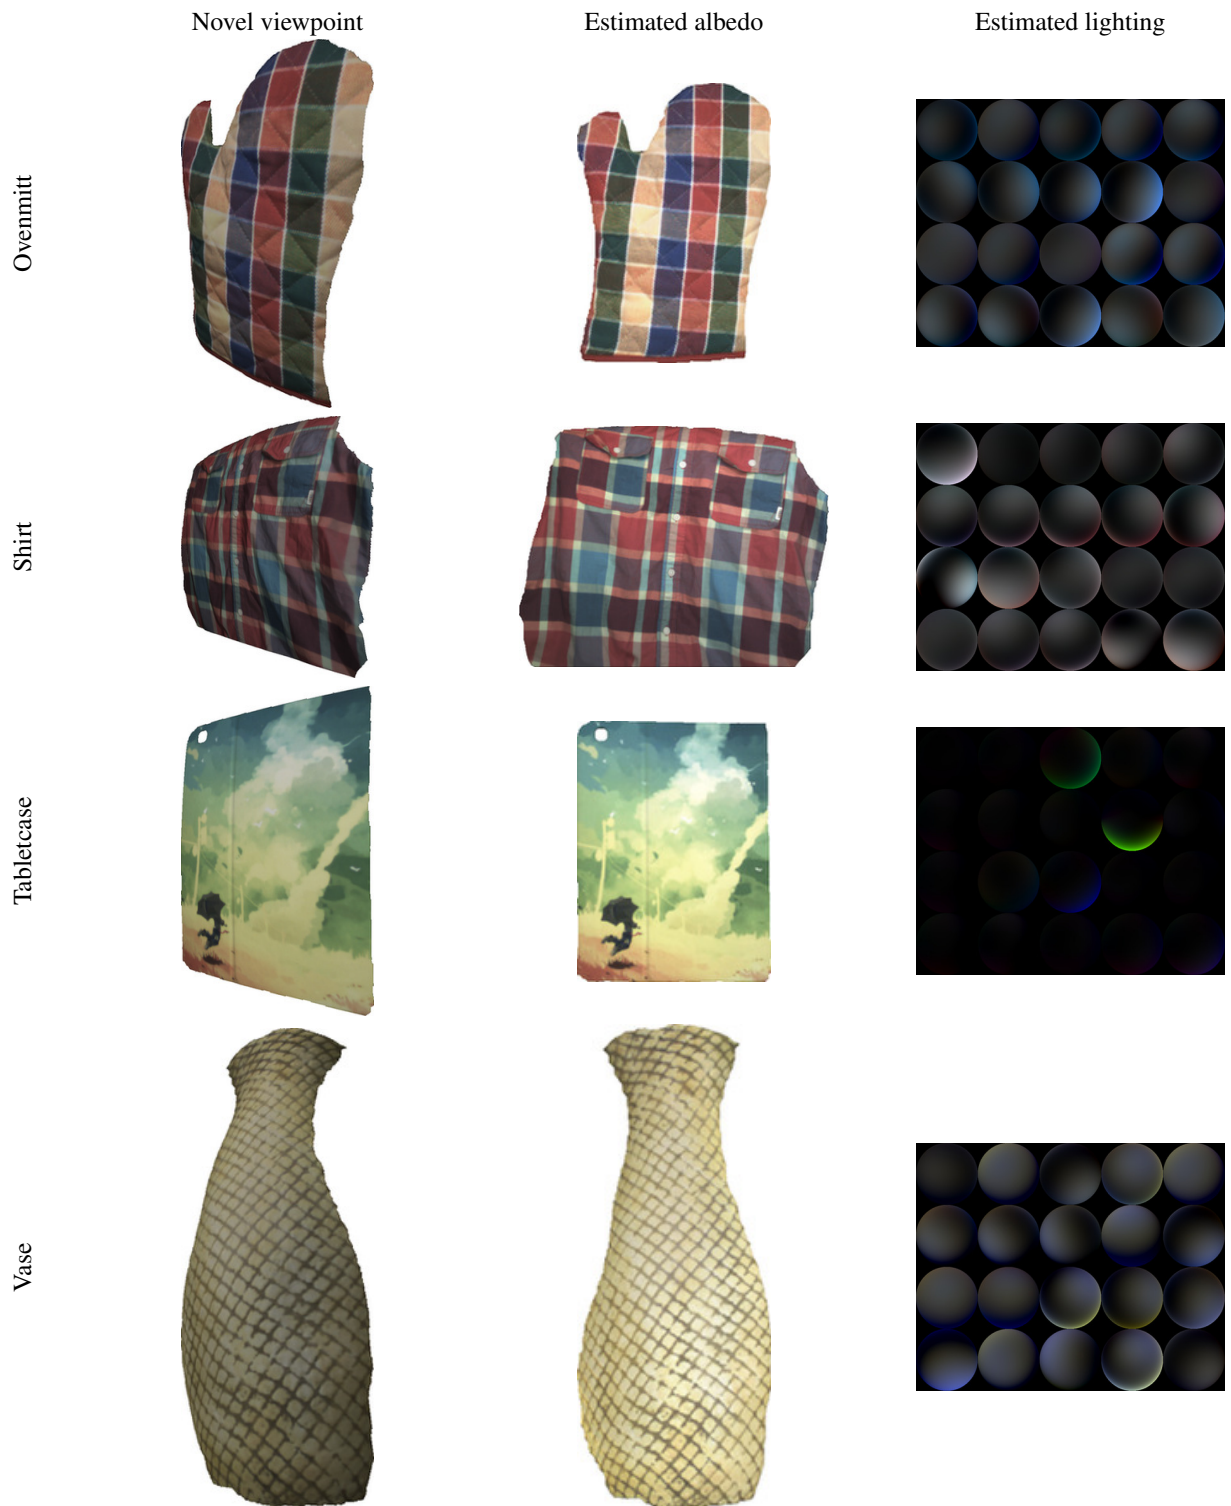 Novel viewpoint
Estimated albedo
Estimated lighting
Ovenmitt
Shirt
Tabletcase
Vase